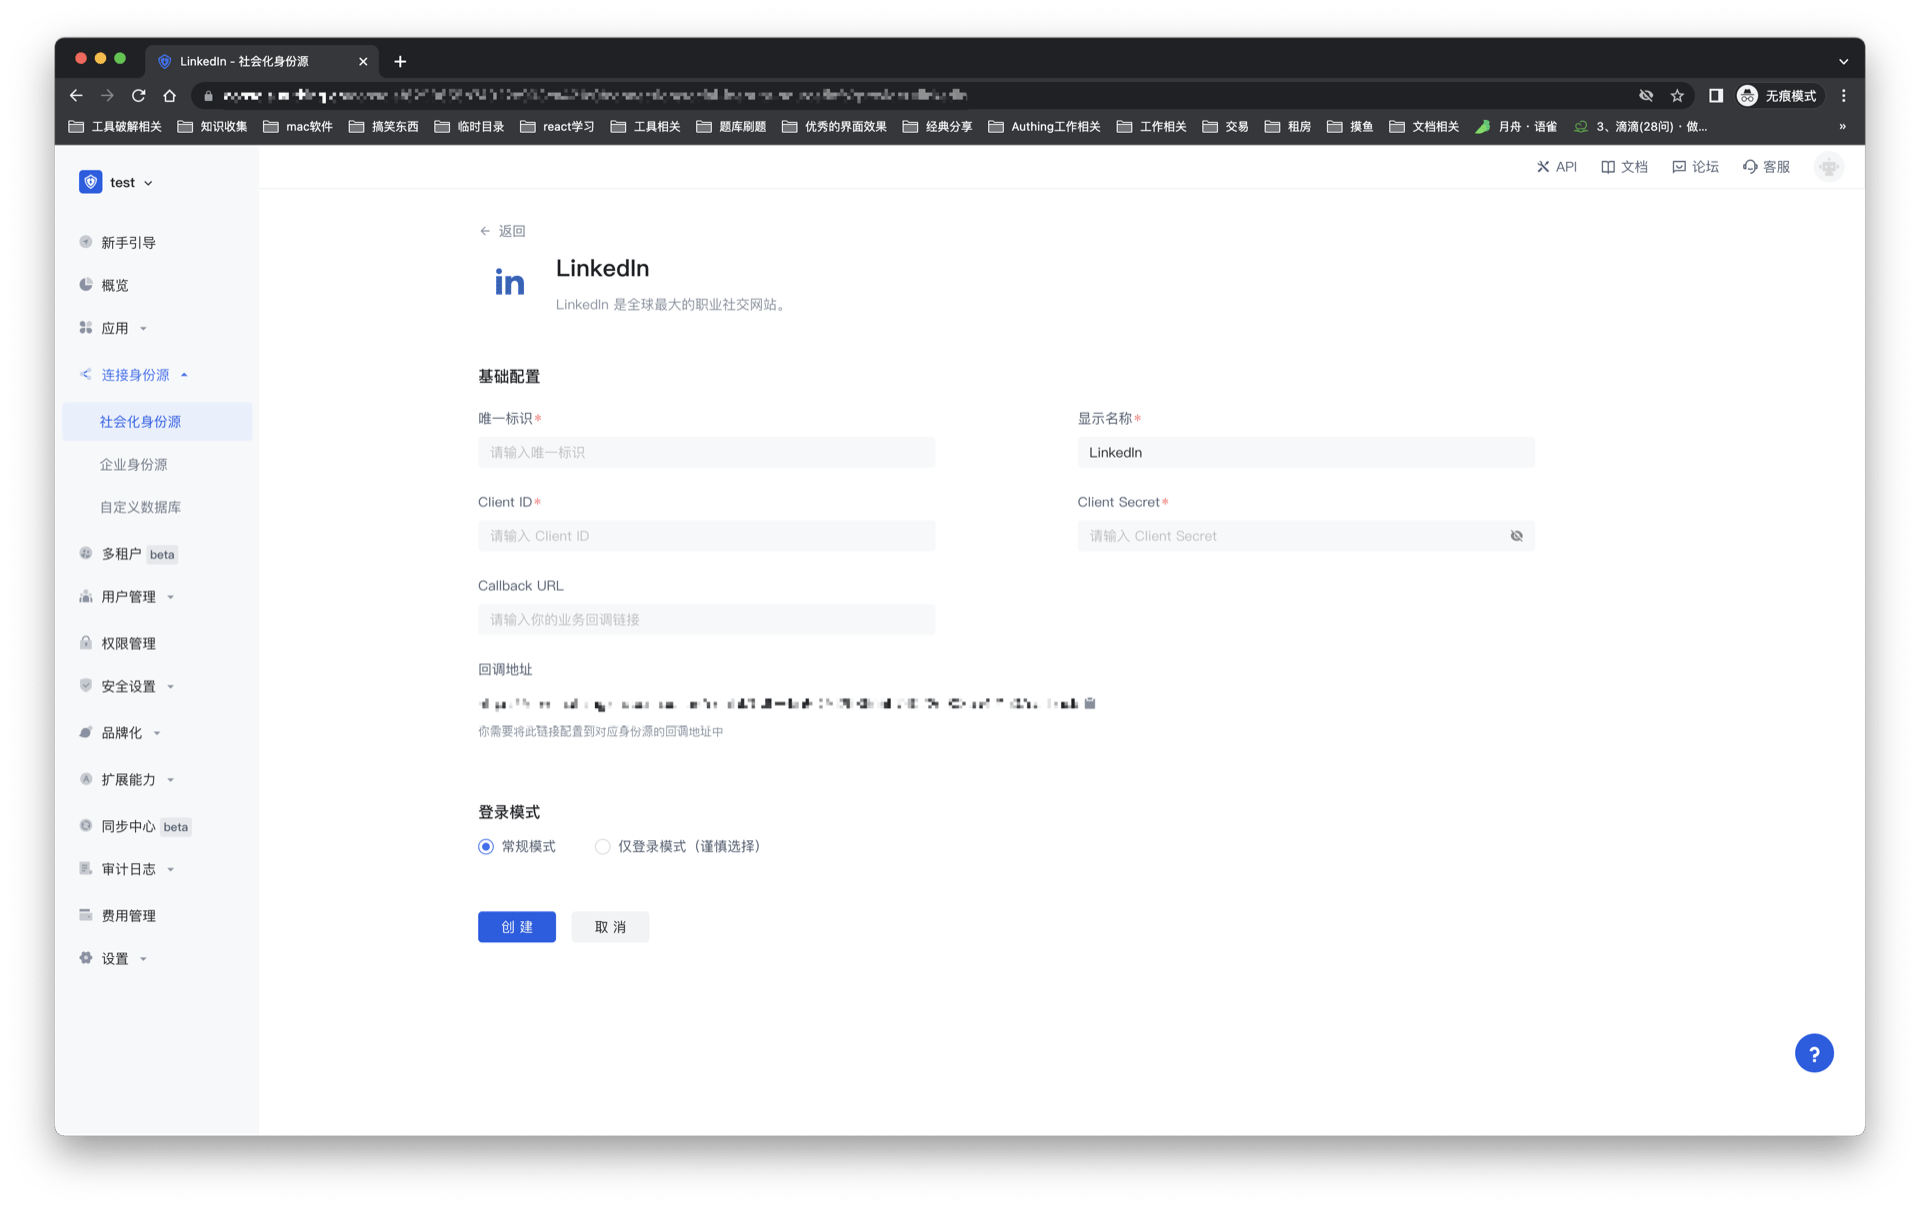 LinkedIn - 社会化身份源
无痕模式
工具破解相关 知识收集 mac软件 搞笑东西 临时目录 react学习 工具相关 题库刷题 优秀的界面效果 经典分享 Authing工作相关 工作相关 交易 租房 摸鱼 文档相关 月舟 · 语雀 3、滴滴(28问) · 做... »
test
API 文档 论坛 客服
新手引导
概览
应用
连接身份源
社会化身份源
企业身份源
自定义数据库
多租户 beta
用户管理
权限管理
安全设置
品牌化
扩展能力
同步中心 beta
审计日志
费用管理
设置
← 返回
in
LinkedIn
LinkedIn 是全球最大的职业社交网站。
基础配置
唯一标识* 显示名称*
请输入唯一标识 LinkedIn
Client ID* Client Secret*
请输入 Client ID 请输入 Client Secret
Callback URL
请输入你的业务回调链接
回调地址
你需要将此链接配置到对应身份源的回调地址中
登录模式
常规模式 仅登录模式（谨慎选择）
创 建 取 消
?